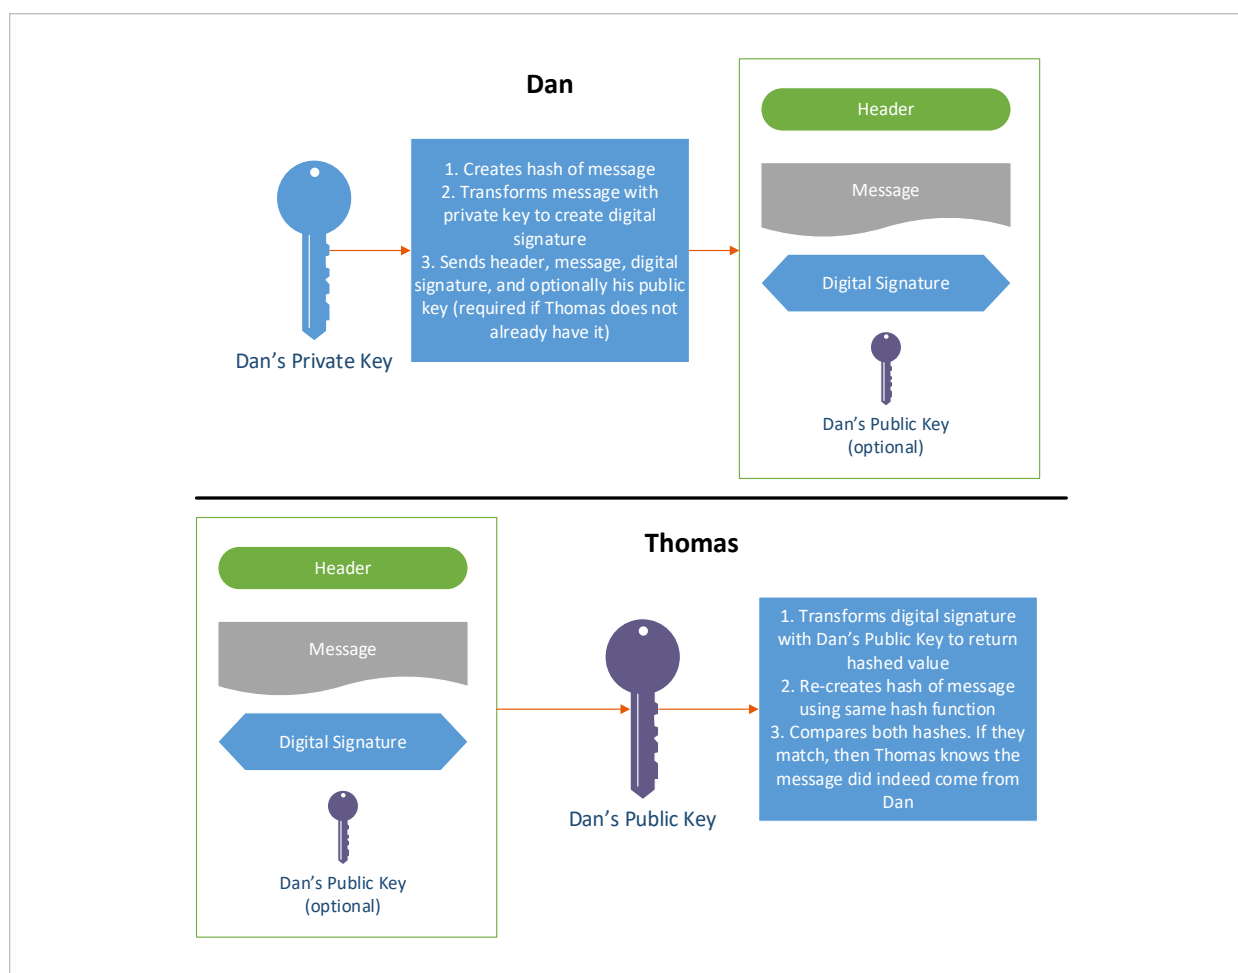 Dan
Header
1. Creates hash of message
2. Transforms message with
private key to create digital
signature
3. Sends header, message, digital
signature, and optionally his public
key (required if Thomas does not
already have it)
Message
Digital Signature
Dan's Private Key
Dan's Public Key
(optional)
Thomas
Header
Message
Digital Signature
Dan's Public Key
(optional)
Dan's Public Key
1. Transforms digital signature
with Dan's Public Key to return
hashed value
2. Re-creates hash of message
using same hash function
3. Compares both hashes. If they
match, then Thomas knows the
message did indeed come from
Dan